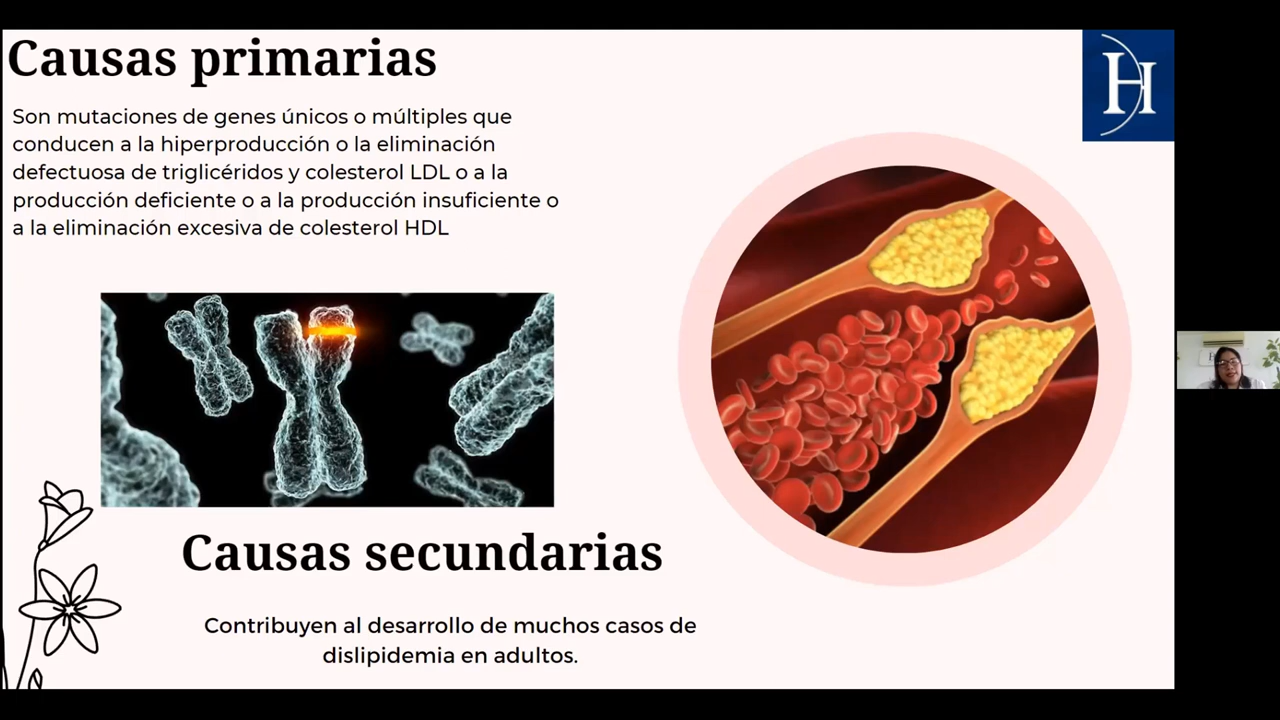 Causas primarias
Son mutaciones de genes únicos o múltiples que
conducen a la hiperproducción o la eliminación
defectuosa de triglicéridos y colesterol LDL o a la
producción deficiente o a la producción insuficiente o
a la eliminación excesiva de colesterol HDL
H
Causas secundarias
Contribuyen al desarrollo de muchos casos de
dislipidemia en adultos.